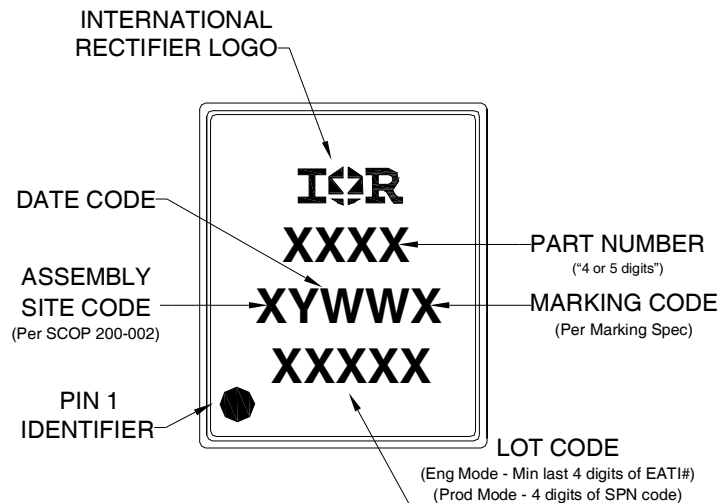 INTERNATIONAL
RECTIFIER LOGO
IOR
DATE CODE
XXXX
PART NUMBER
("4 or 5 digits")
ASSEMBLY
SITE CODE
(Per SCOP 200-002)
XYWWX
MARKING CODE
(Per Marking Spec)
XXXXX
PIN 1
IDENTIFIER
LOT CODE
(Eng Mode - Min last 4 digits of EATI#)
(Prod Mode - 4 digits of SPN code)